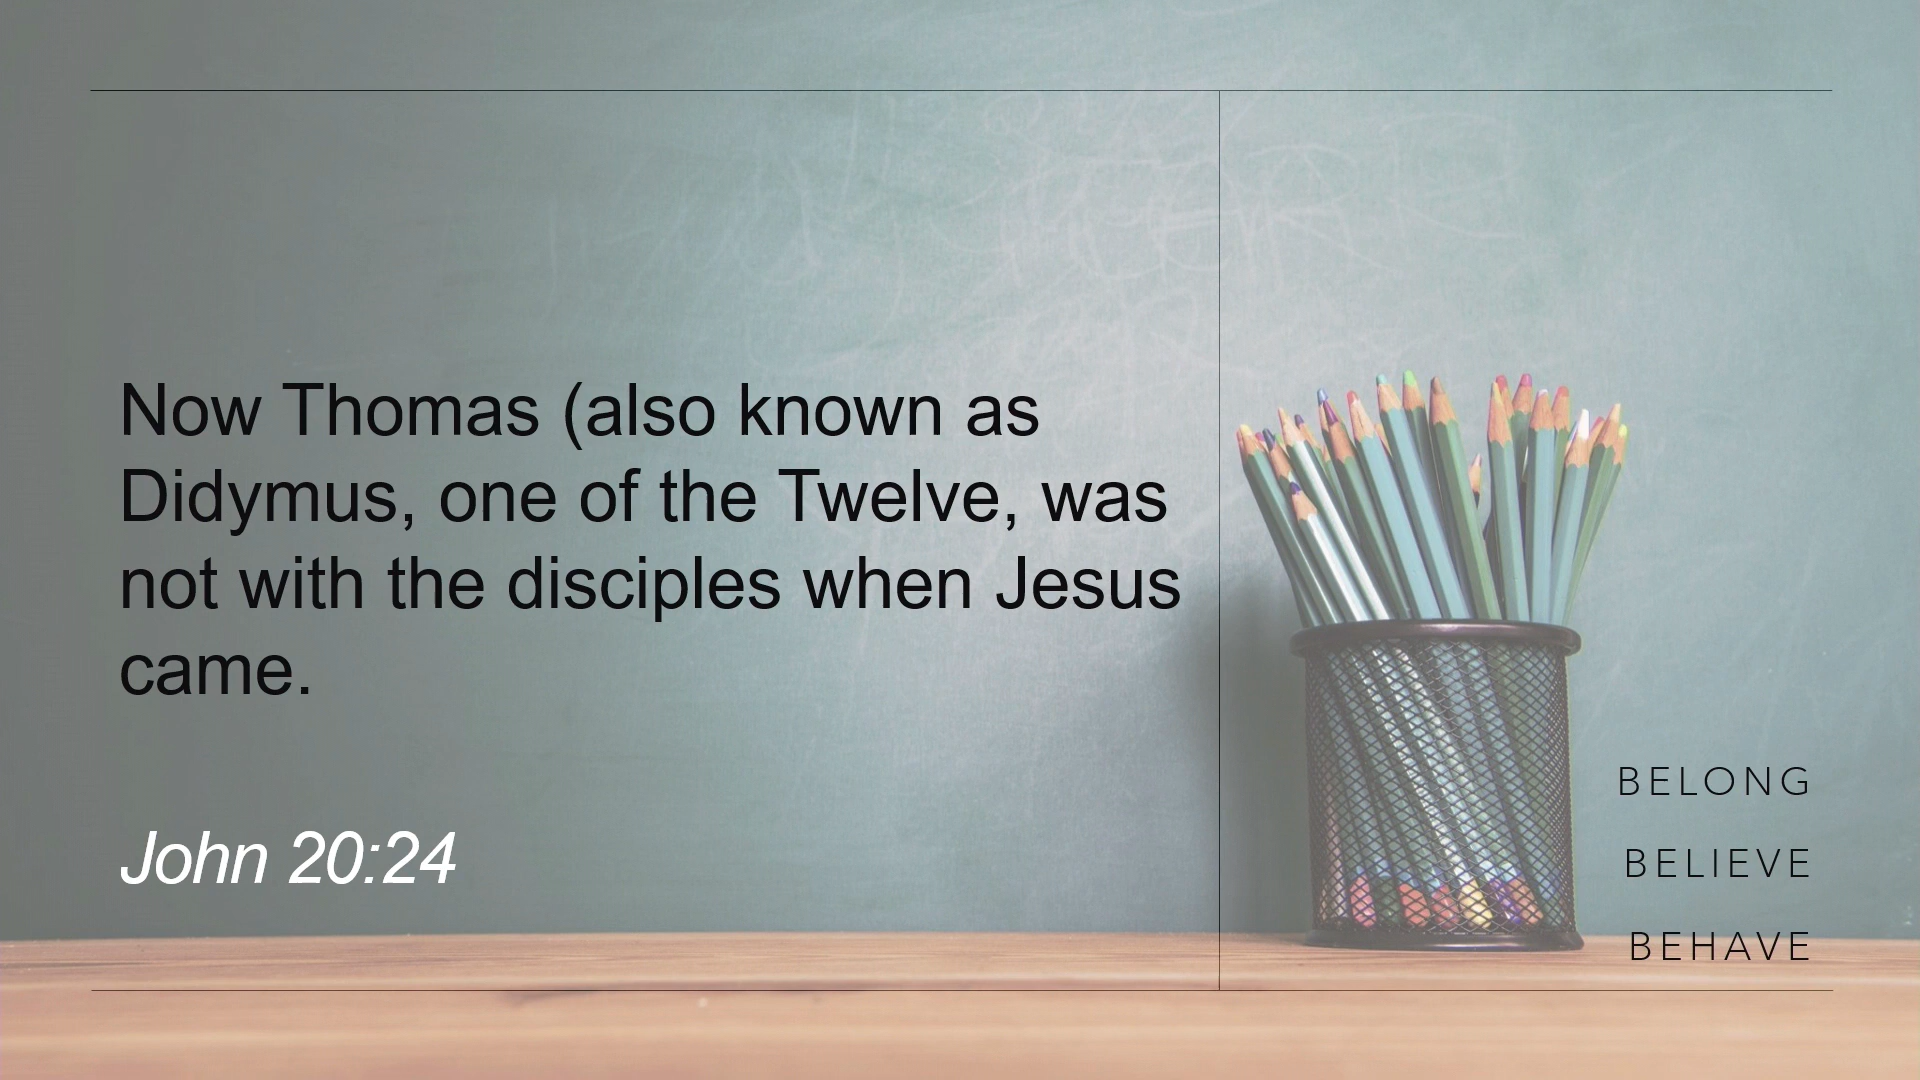 Now Thomas (also known as
Didymus, one of the Twelve, was
not with the disciples when Jesus
came.
John 20:24
BELONG
BELIEVE
BEHAVE